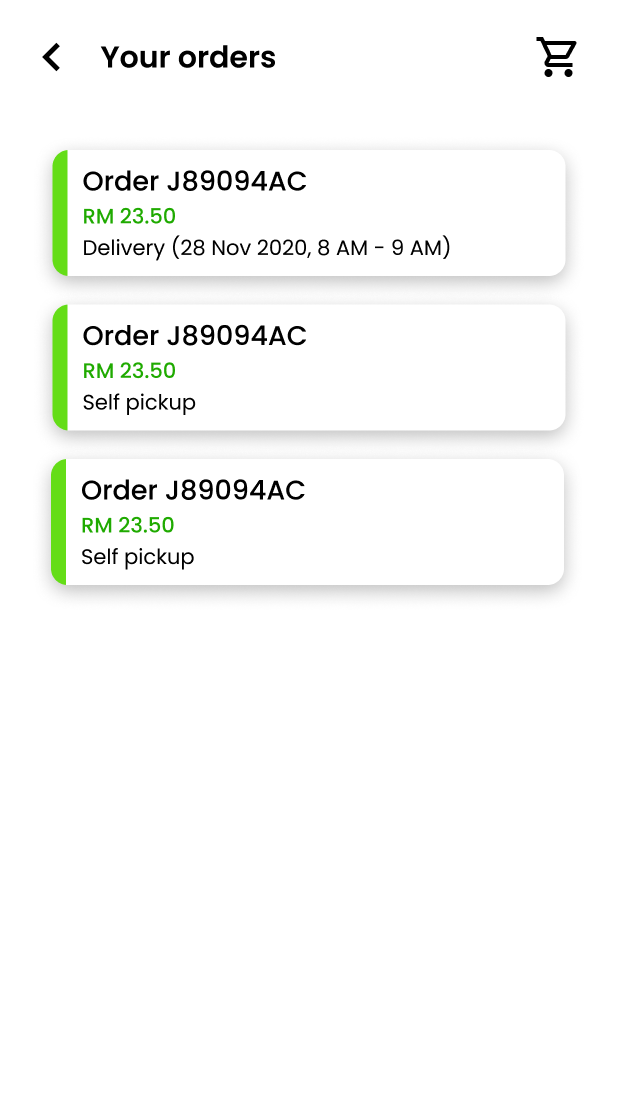 Your orders
Order J89094AC
RM 23.50
Delivery (28 Nov 2020, 8 AM - 9 AM)
Order J89094AC
RM 23.50
Self pickup
Order J89094AC
RM 23.50
Self pickup